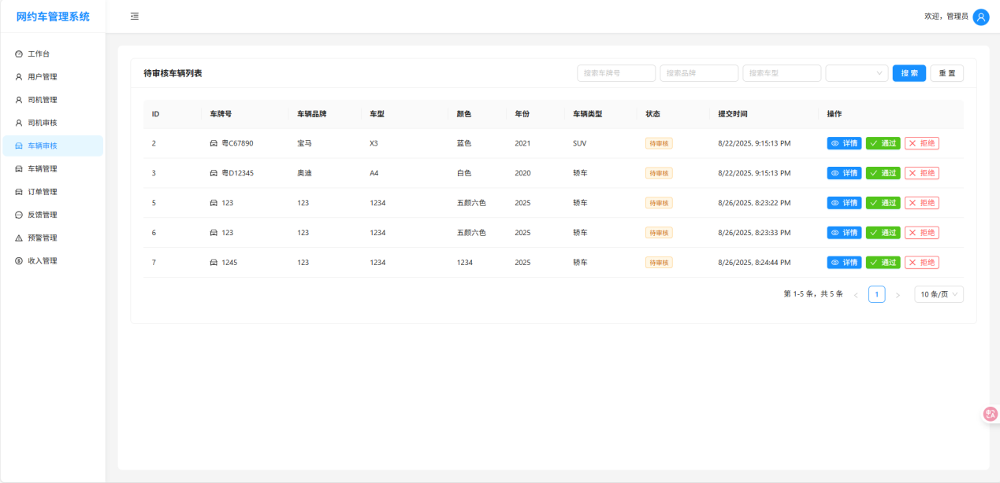 网约车管理系统
欢迎，管理员
工作台
用户管理
司机管理
司机审核
车辆审核
车辆管理
订单管理
反馈管理
预警管理
收入管理
待审核车辆列表 搜索车牌号 搜索品牌 搜索车型 搜 索 重 置
ID 车牌号 车辆品牌 车型 颜色 年份 车辆类型 状态 提交时间 操作
2 粤C67890 宝马 X3 蓝色 2021 SUV 待审核 8/22/2025, 9:15:13 PM 详情 通过 拒绝
3 粤D12345 奥迪 A4 白色 2020 轿车 待审核 8/22/2025, 9:15:13 PM 详情 通过 拒绝
5 123 123 1234 五颜六色 2025 轿车 待审核 8/26/2025, 8:23:22 PM 详情 通过 拒绝
6 123 123 1234 五颜六色 2025 轿车 待审核 8/26/2025, 8:23:33 PM 详情 通过 拒绝
7 1245 123 1234 1234 2025 轿车 待审核 8/26/2025, 8:24:44 PM 详情 通过 拒绝
第 1-5 条，共 5 条 < 1 > 10 条/页